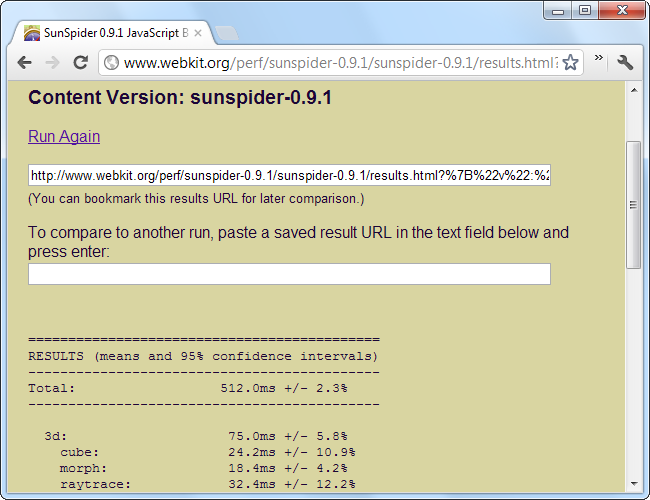 SunSpider 0.9.1 JavaScript B
www.webkit.org/perf/sunspider-0.9.1/sunspider-0.9.1/results.html?
Content Version: sunspider-0.9.1
Run Again
http://www.webkit.org/perf/sunspider-0.9.1/sunspider-0.9.1/results.html?%7B%22v%22:%2
(You can bookmark this results URL for later comparison.)
To compare to another run, paste a saved result URL in the text field below and
press enter:
============================================
RESULTS (means and 95% confidence intervals)
--------------------------------------------
Total:                  512.0ms +/- 2.3%
--------------------------------------------
  3d:                    75.0ms +/- 5.8%
    cube:                24.2ms +/- 10.9%
    morph:               18.4ms +/- 4.2%
    raytrace:            32.4ms +/- 12.2%